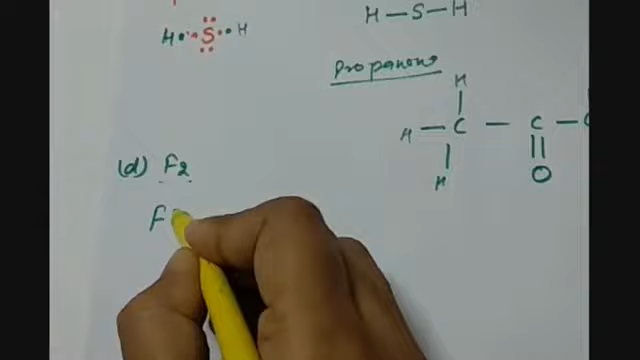 H — S — H
H S H
propanone
H
H — C — C —
H O
(d) F2
F